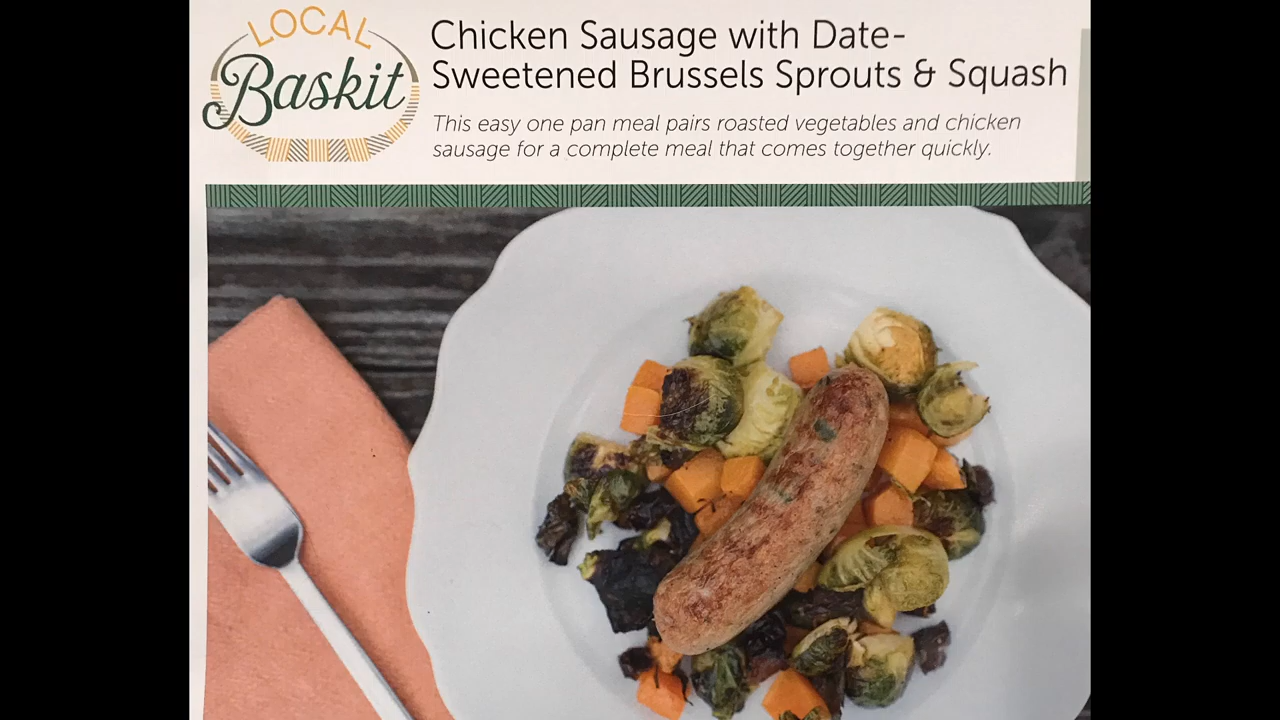 LOCAL
Baskit
Chicken Sausage with Date-
Sweetened Brussels Sprouts & Squash
This easy one pan meal pairs roasted vegetables and chicken
sausage for a complete meal that comes together quickly.